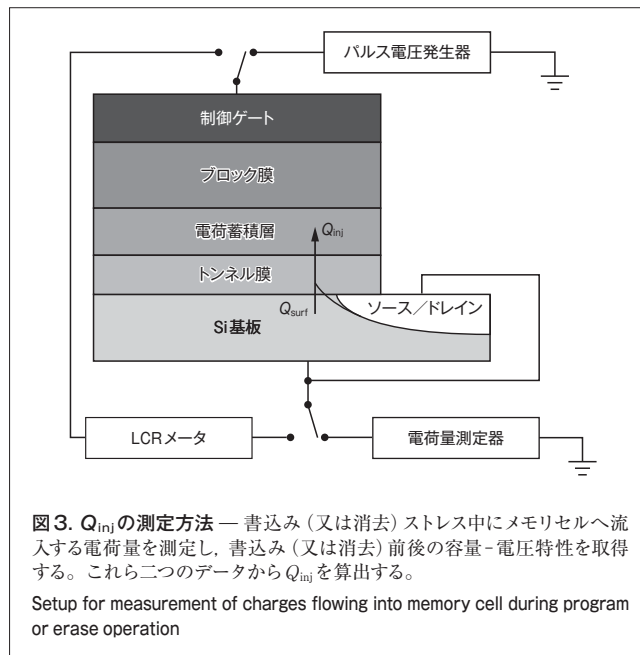 パルス電圧発生器
制御ゲート
ブロック膜
電荷蓄積層
Qinj
トンネル膜
Qsurf
ソース／ドレイン
Si基板
LCRメータ
電荷量測定器
図3. Qinjの測定方法 — 書込み（又は消去）ストレス中にメモリセルへ流
入する電荷量を測定し，書込み（又は消去）前後の容量-電圧特性を取得
する。これら二つのデータからQinjを算出する。
Setup for measurement of charges flowing into memory cell during program
or erase operation